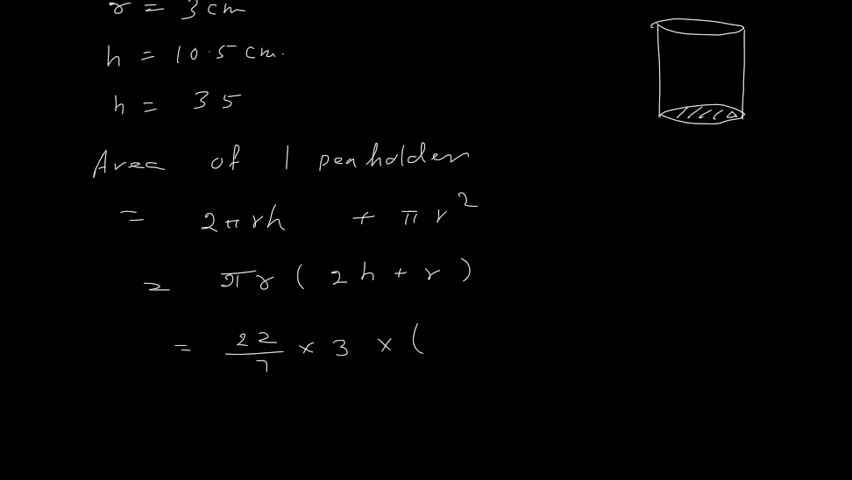 r = 3 cm
h = 10.5 cm.
h = 35
Area of 1 penholder
= 2πrh + πr²
= πr ( 2h + r )
= 22/7 × 3 × (